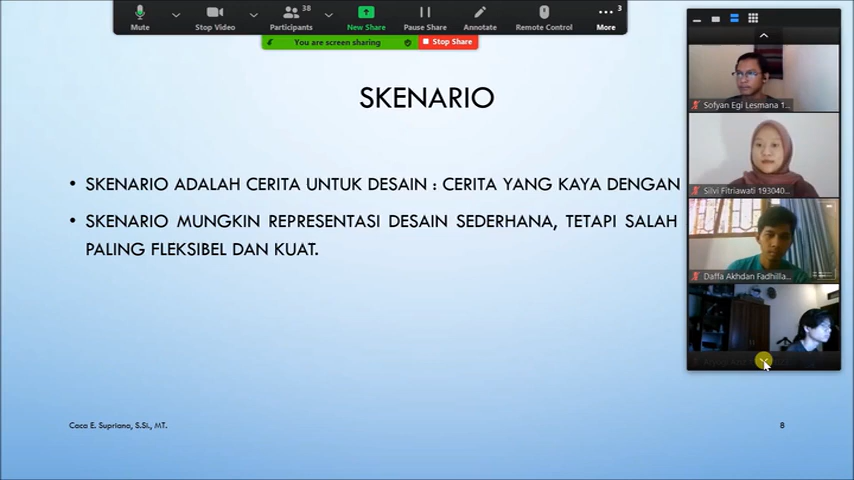 38
3
Mute
Stop Video
Participants
New Share
Pause Share
Annotate
Remote Control
More
You are screen sharing
Stop Share
SKENARIO
• SKENARIO ADALAH CERITA UNTUK DESAIN : CERITA YANG KAYA DENGAN
• SKENARIO MUNGKIN REPRESENTASI DESAIN SEDERHANA, TETAPI SALAH
PALING FLEKSIBEL DAN KUAT.
Sofyan Egi Lesmana 1...
Silvi Fitriawati 193040...
Daffa Akhdan Fadhilla...
Caca E. Supriana, S.Si., MT.
8